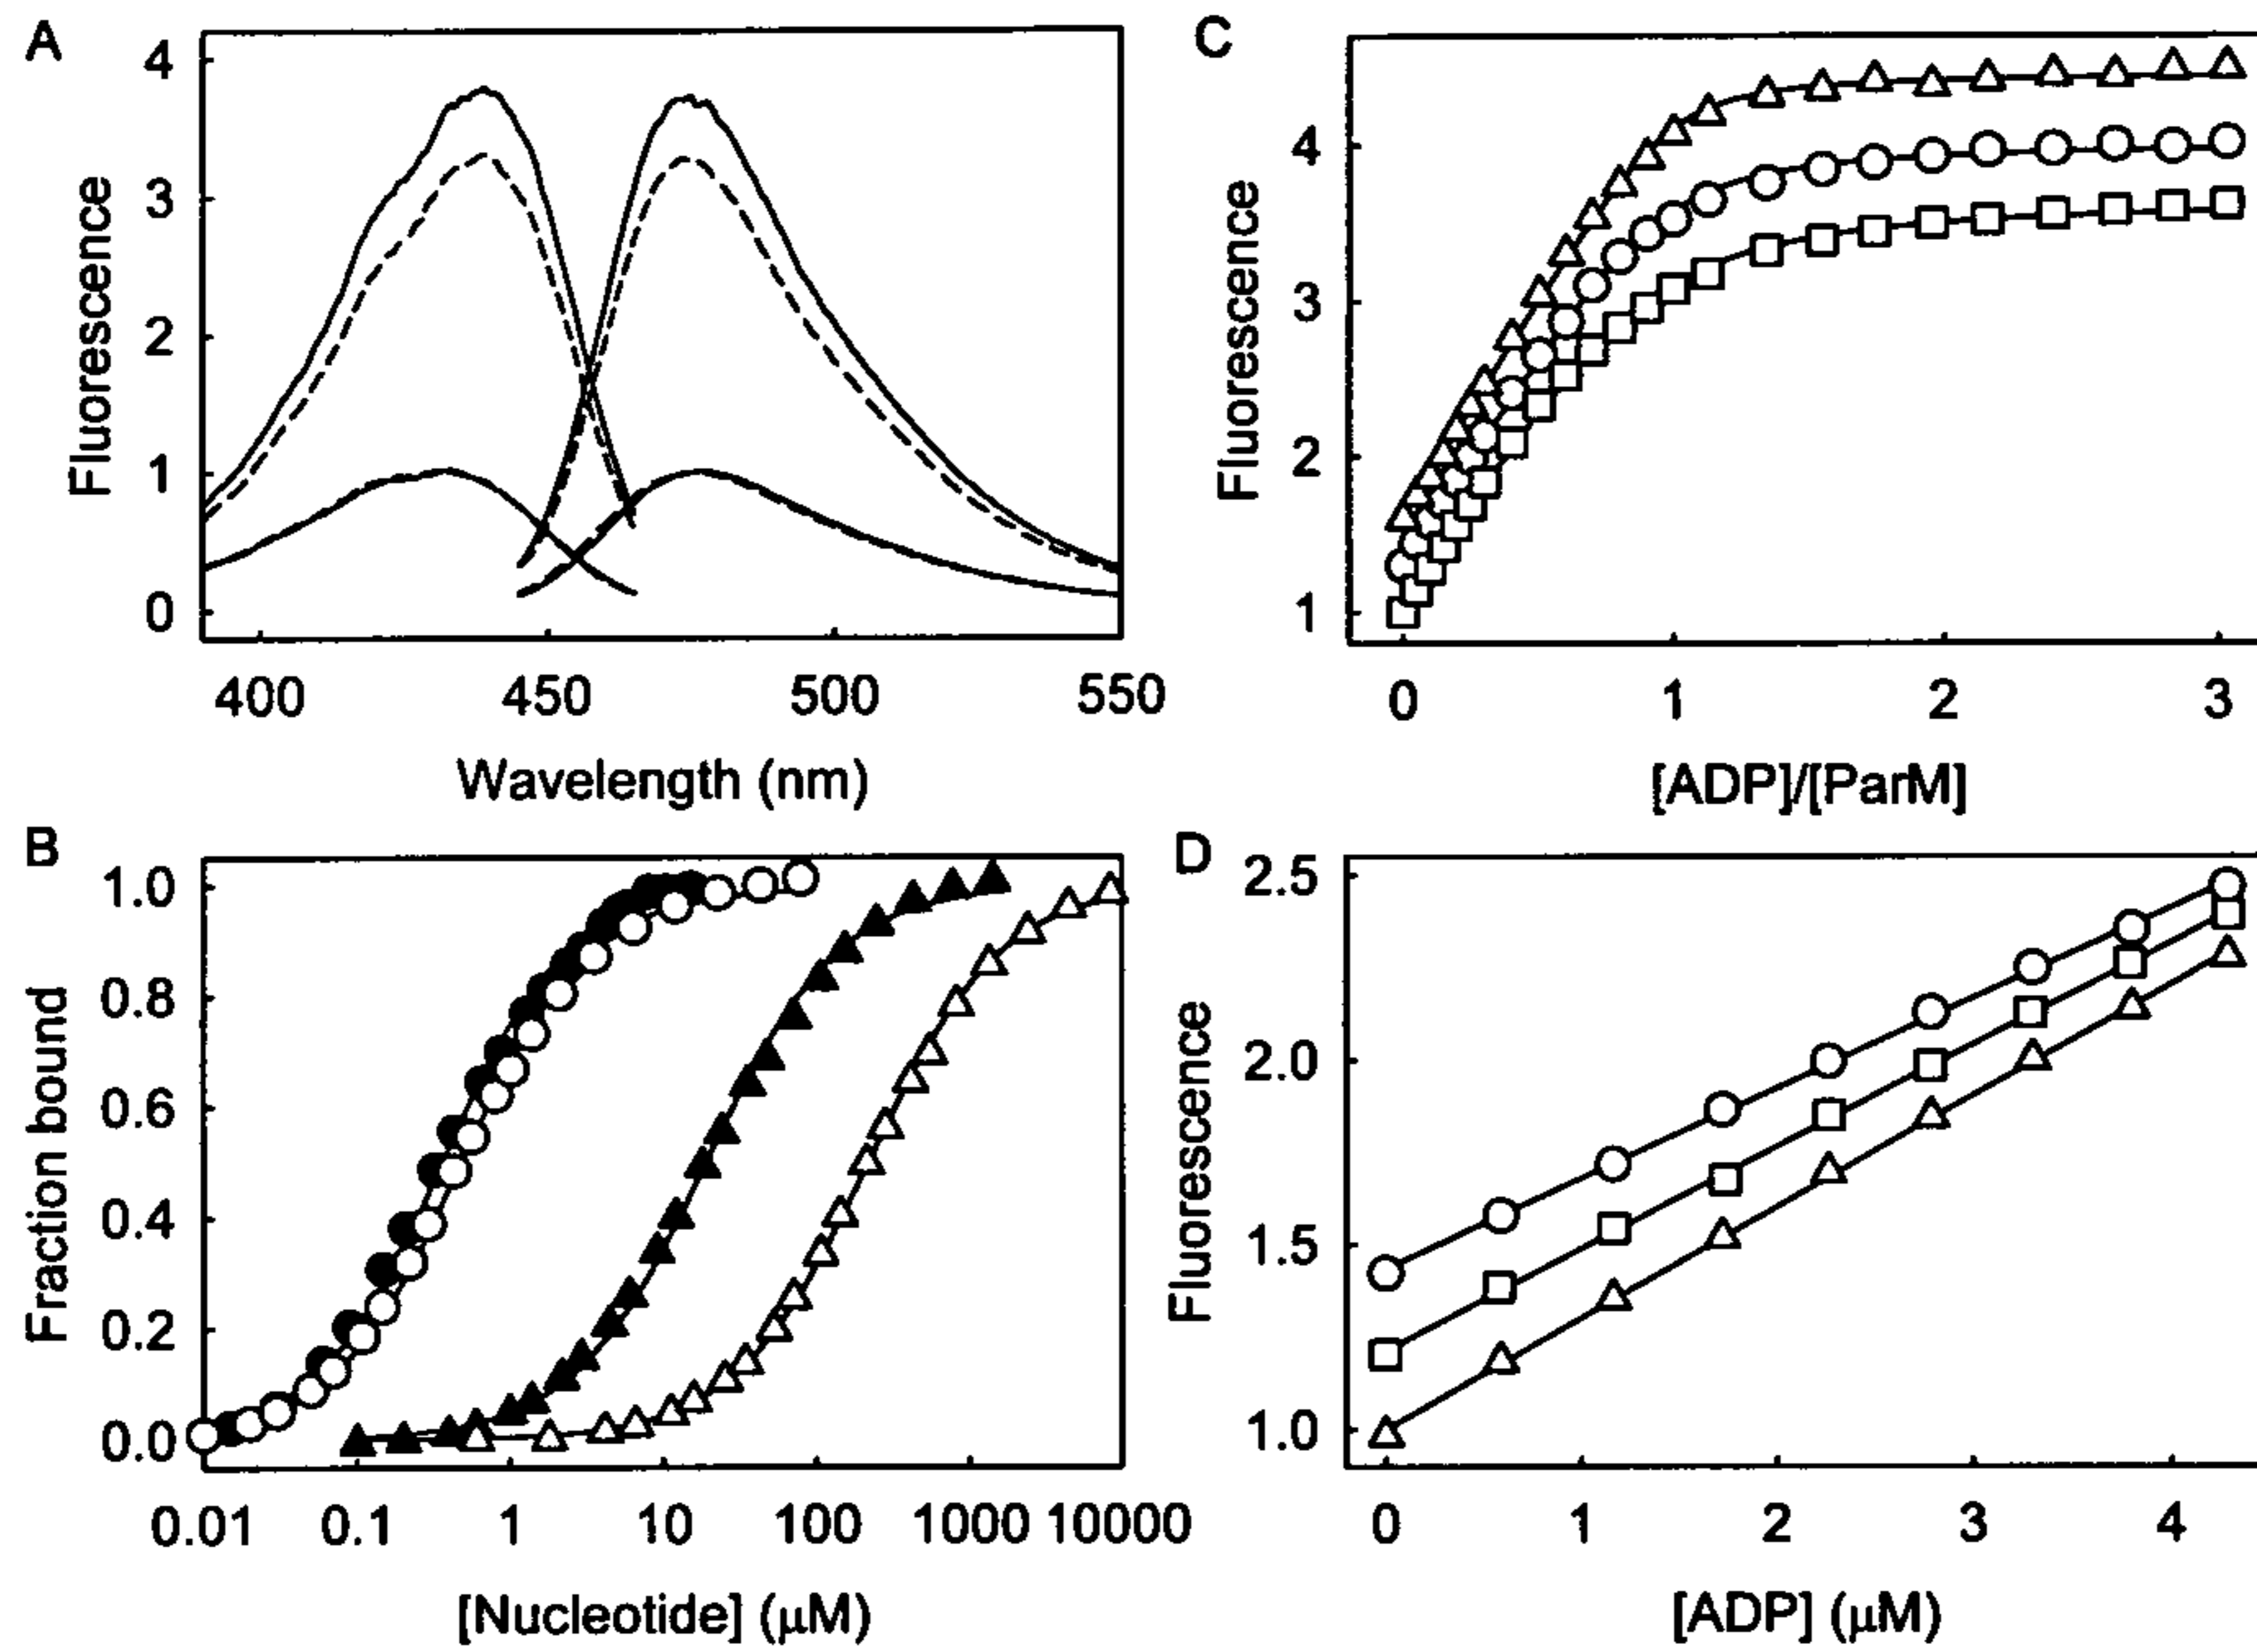 A
4
3
2
1
0
Fluorescence
400 450 500 550
Wavelength (nm)
B
1.0
0.8
0.6
0.4
0.2
0.0
Fraction bound
0.01 0.1 1 10 100 1000 10000
[Nucleotide] (μM)
C
4
3
2
1
Fluorescence
0 1 2 3
[ADP]/[ParM]
D
2.5
2.0
1.5
1.0
Fluorescence
0 1 2 3 4
[ADP] (μM)